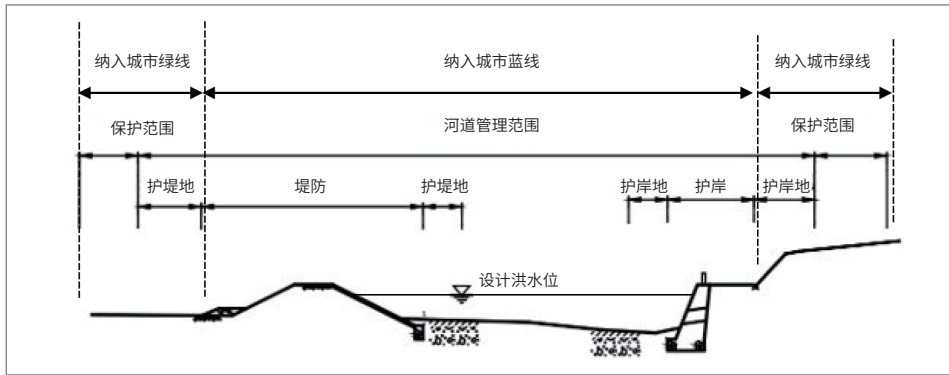 纳入城市绿线 纳入城市蓝线 纳入城市绿线
保护范围 河道管理范围 保护范围
护堤地 堤防 护堤地 护岸地 护岸 护岸地
设计洪水位